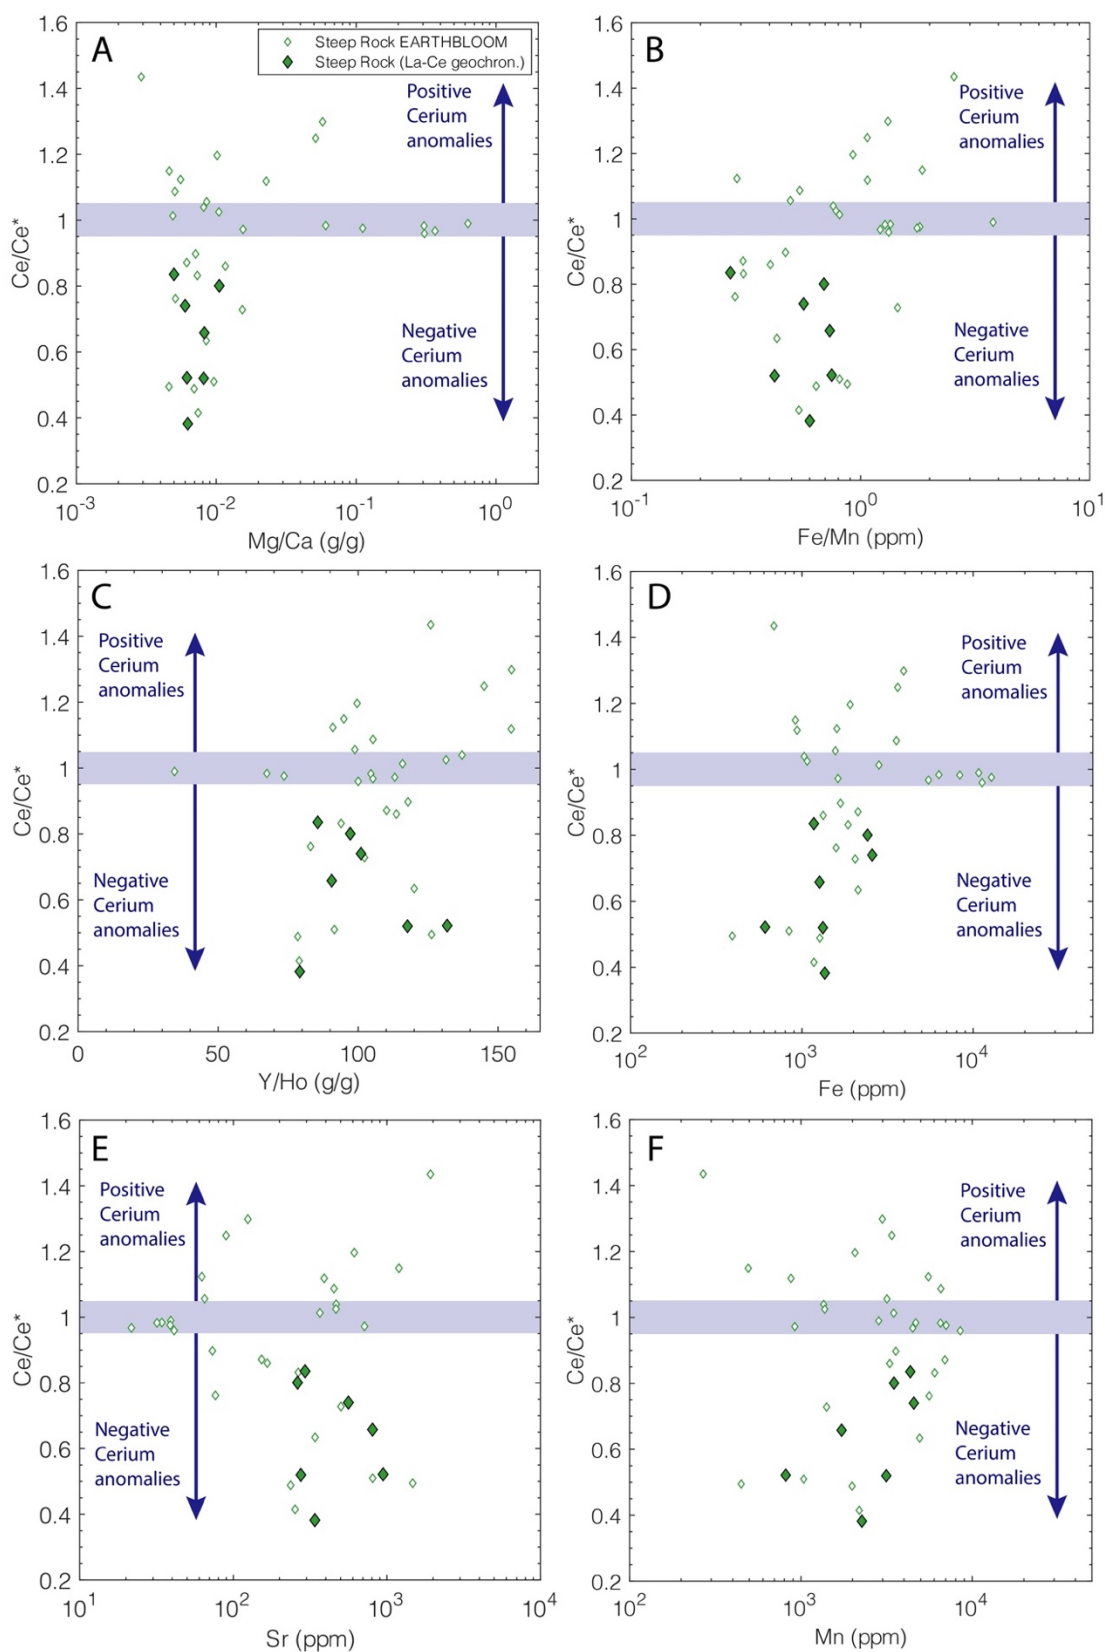 A
Steep Rock EARTHBLOOM
Steep Rock (La-Ce geochron.)
Positive
Cerium
anomalies
Negative
Cerium
anomalies
1.6
1.4
1.2
1
0.8
0.6
0.4
0.2
Ce/Ce*
10-3
10-2
10-1
100
Mg/Ca (g/g)
B
Positive
Cerium
anomalies
Negative
Cerium
anomalies
1.6
1.4
1.2
1
0.8
0.6
0.4
0.2
Ce/Ce*
10-1
100
101
Fe/Mn (ppm)
C
Positive
Cerium
anomalies
Negative
Cerium
anomalies
1.6
1.4
1.2
1
0.8
0.6
0.4
0.2
Ce/Ce*
0
50
100
150
Y/Ho (g/g)
D
Positive
Cerium
anomalies
Negative
Cerium
anomalies
1.6
1.4
1.2
1
0.8
0.6
0.4
0.2
Ce/Ce*
102
103
104
Fe (ppm)
E
Positive
Cerium
anomalies
Negative
Cerium
anomalies
1.6
1.4
1.2
1
0.8
0.6
0.4
0.2
Ce/Ce*
101
102
103
104
Sr (ppm)
F
Positive
Cerium
anomalies
Negative
Cerium
anomalies
1.6
1.4
1.2
1
0.8
0.6
0.4
0.2
Ce/Ce*
102
103
104
Mn (ppm)